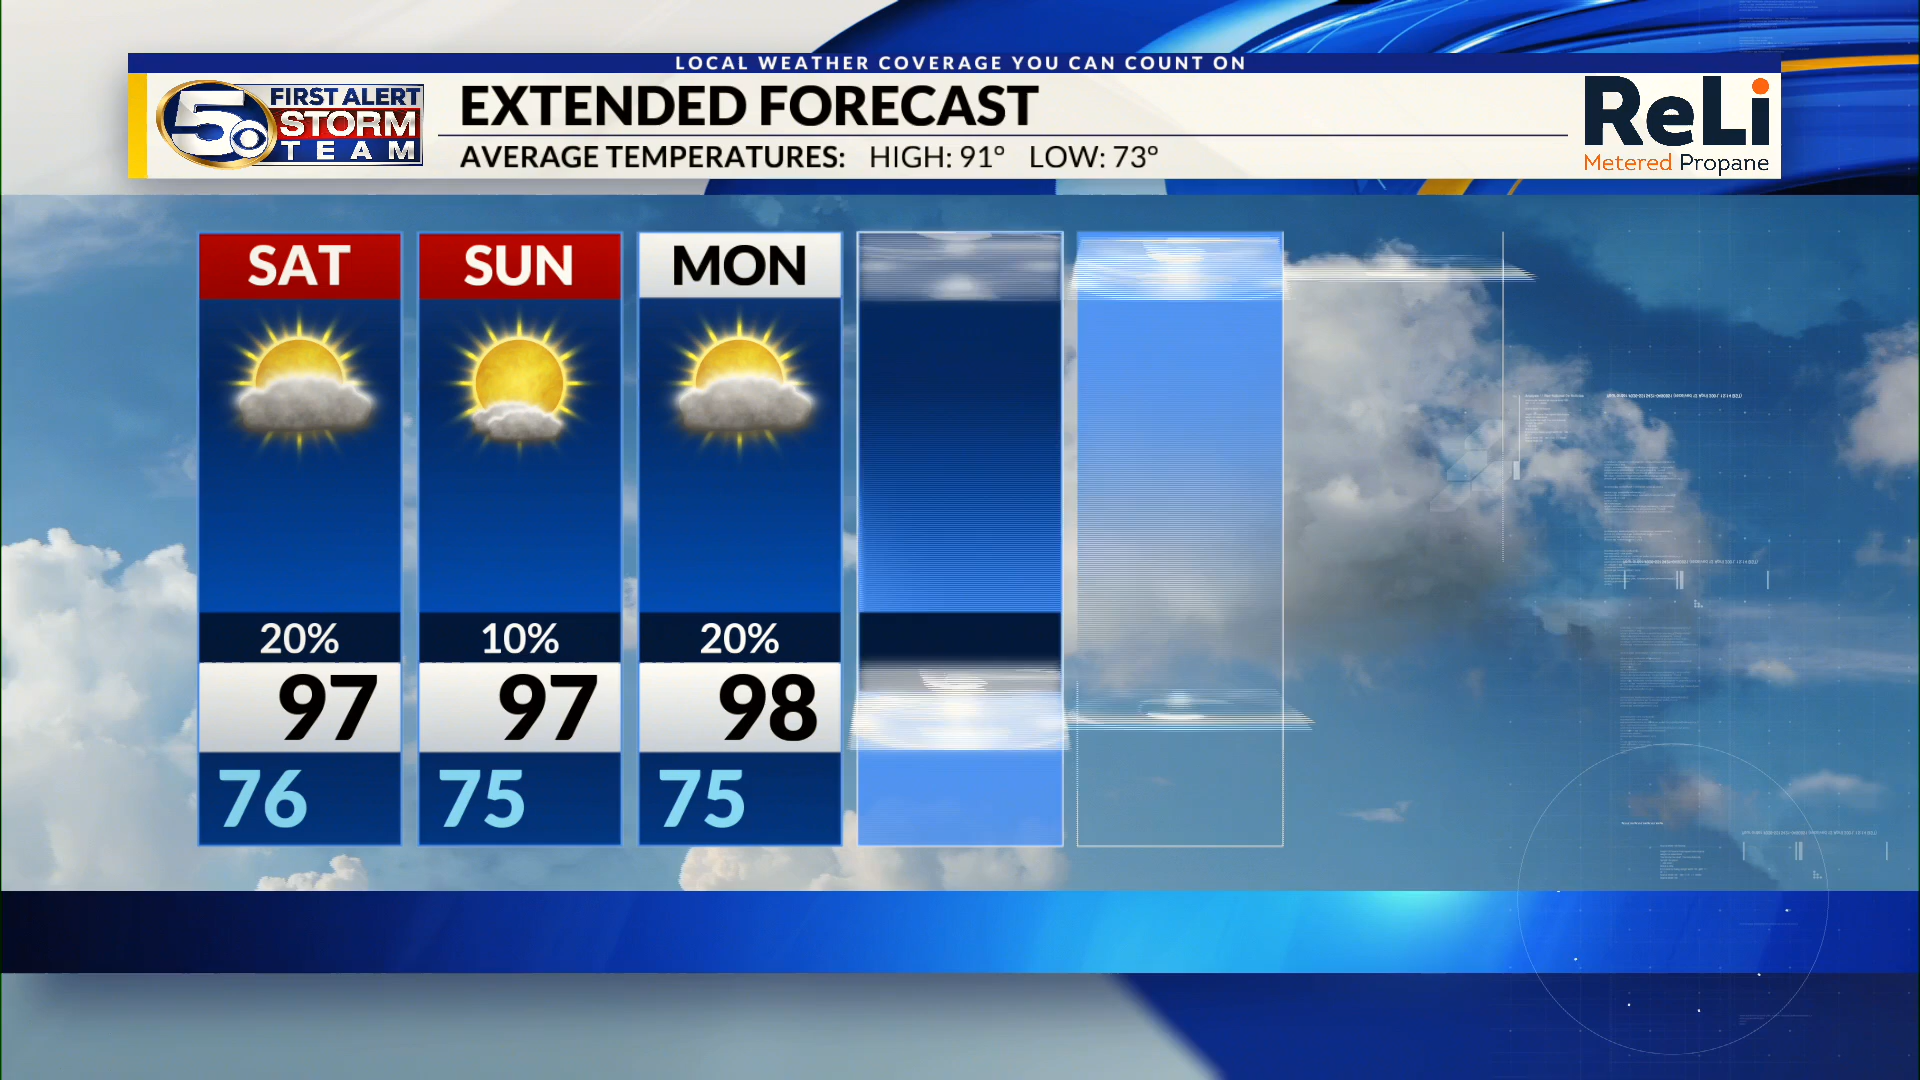 LOCAL WEATHER COVERAGE YOU CAN COUNT ON
5 FIRST ALERT
STORM
TEAM
EXTENDED FORECAST
AVERAGE TEMPERATURES: HIGH: 91° LOW: 73°
ReLi
Metered Propane
SAT SUN MON
20% 10% 20%
97 97 98
76 75 75